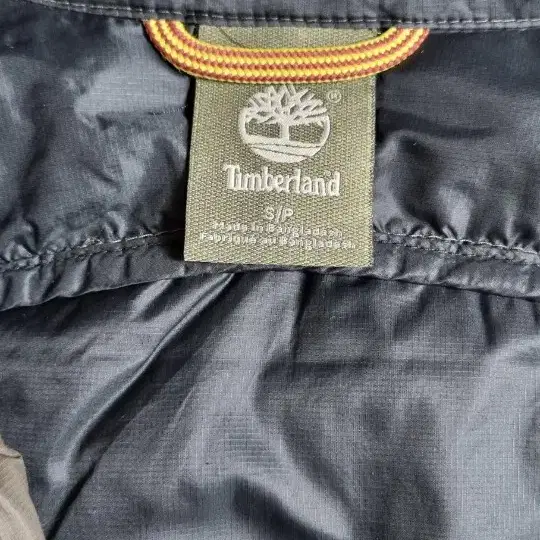 ®
Timberland
S/P
Made in Bangladesh
Fabriqué au Bangladesh